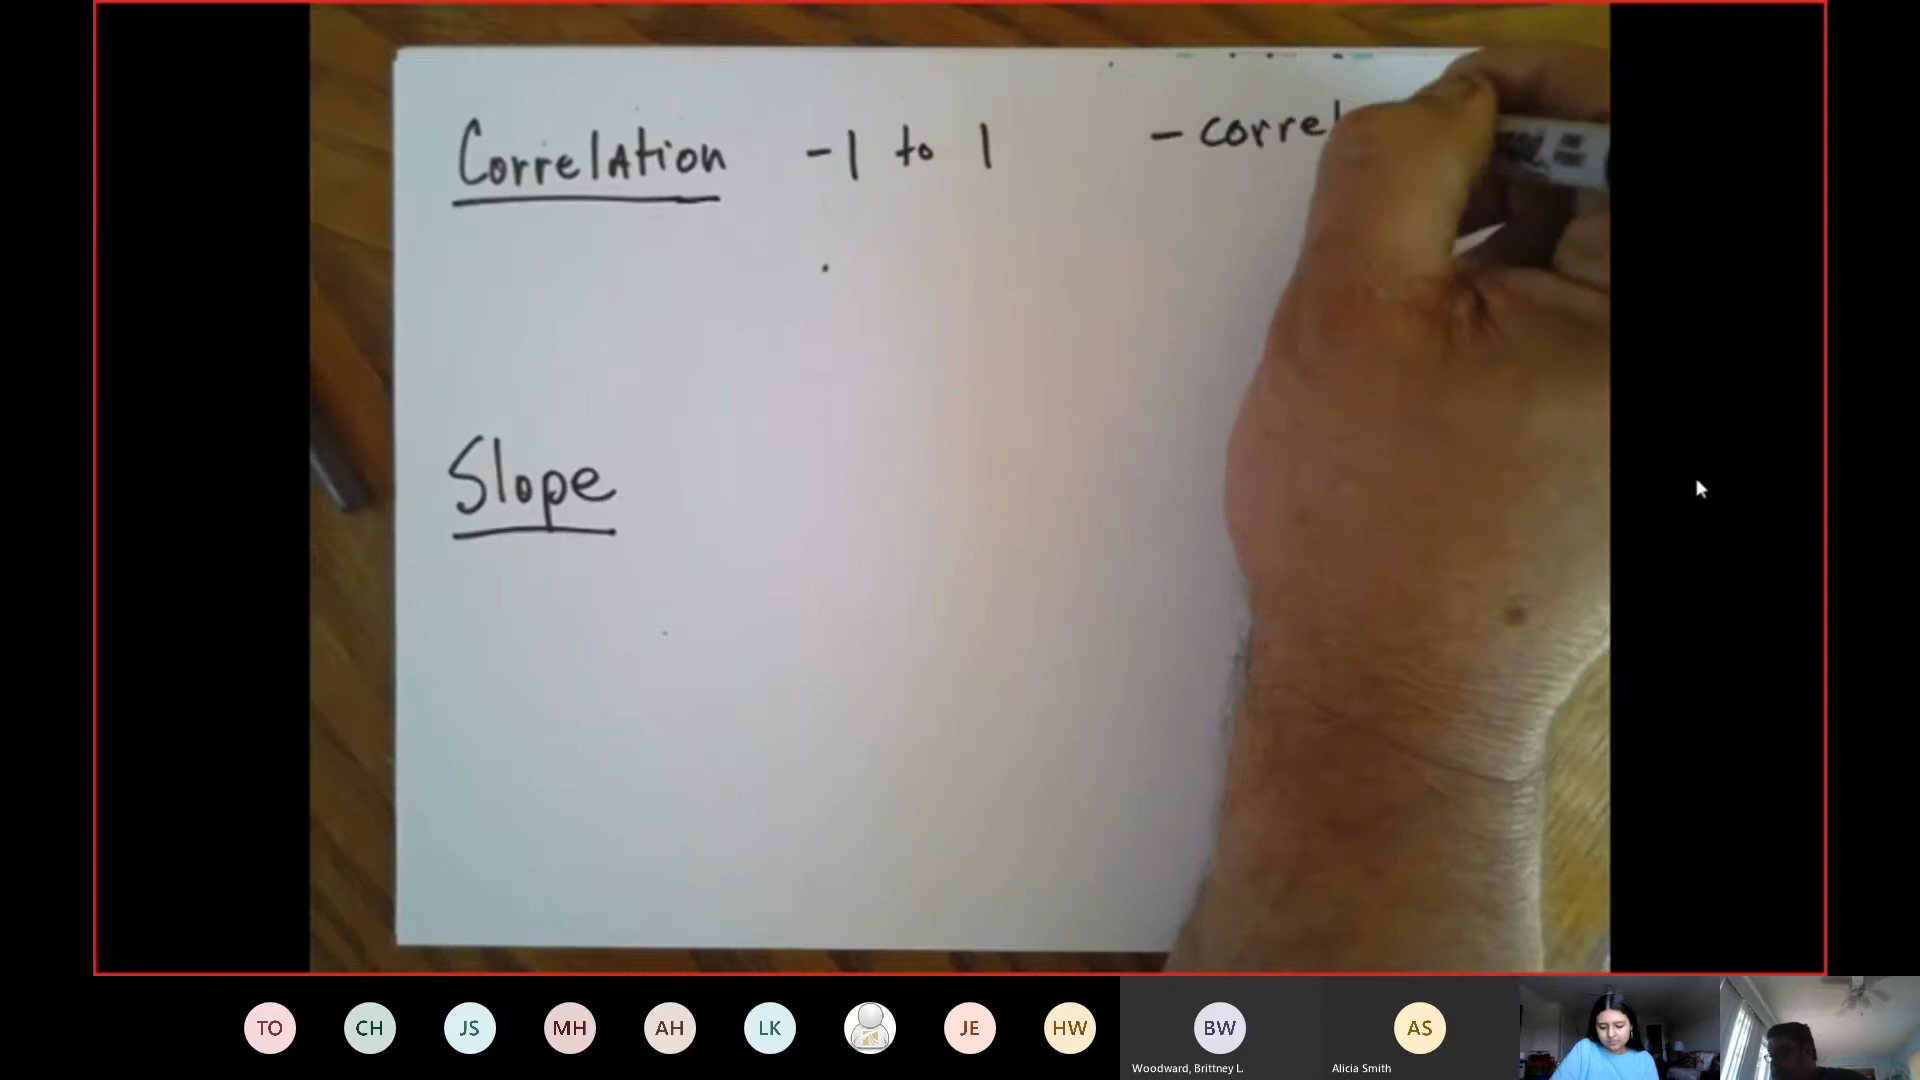 Correlation -1 to 1
- correl
Slope
TO CH JS MH AH LK JE HW BW AS
Woodward, Brittney L.
Alicia Smith